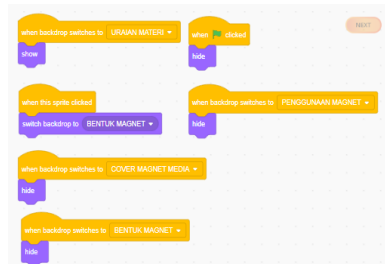 when backdrop switches to URAIAN MATERI
show
when clicked
hide
NEXT
when this sprite clicked
switch backdrop to BENTUK MAGNET
when backdrop switches to PENGGUNAAN MAGNET
hide
when backdrop switches to COVER MAGNET MEDIA
hide
when backdrop switches to BENTUK MAGNET
hide